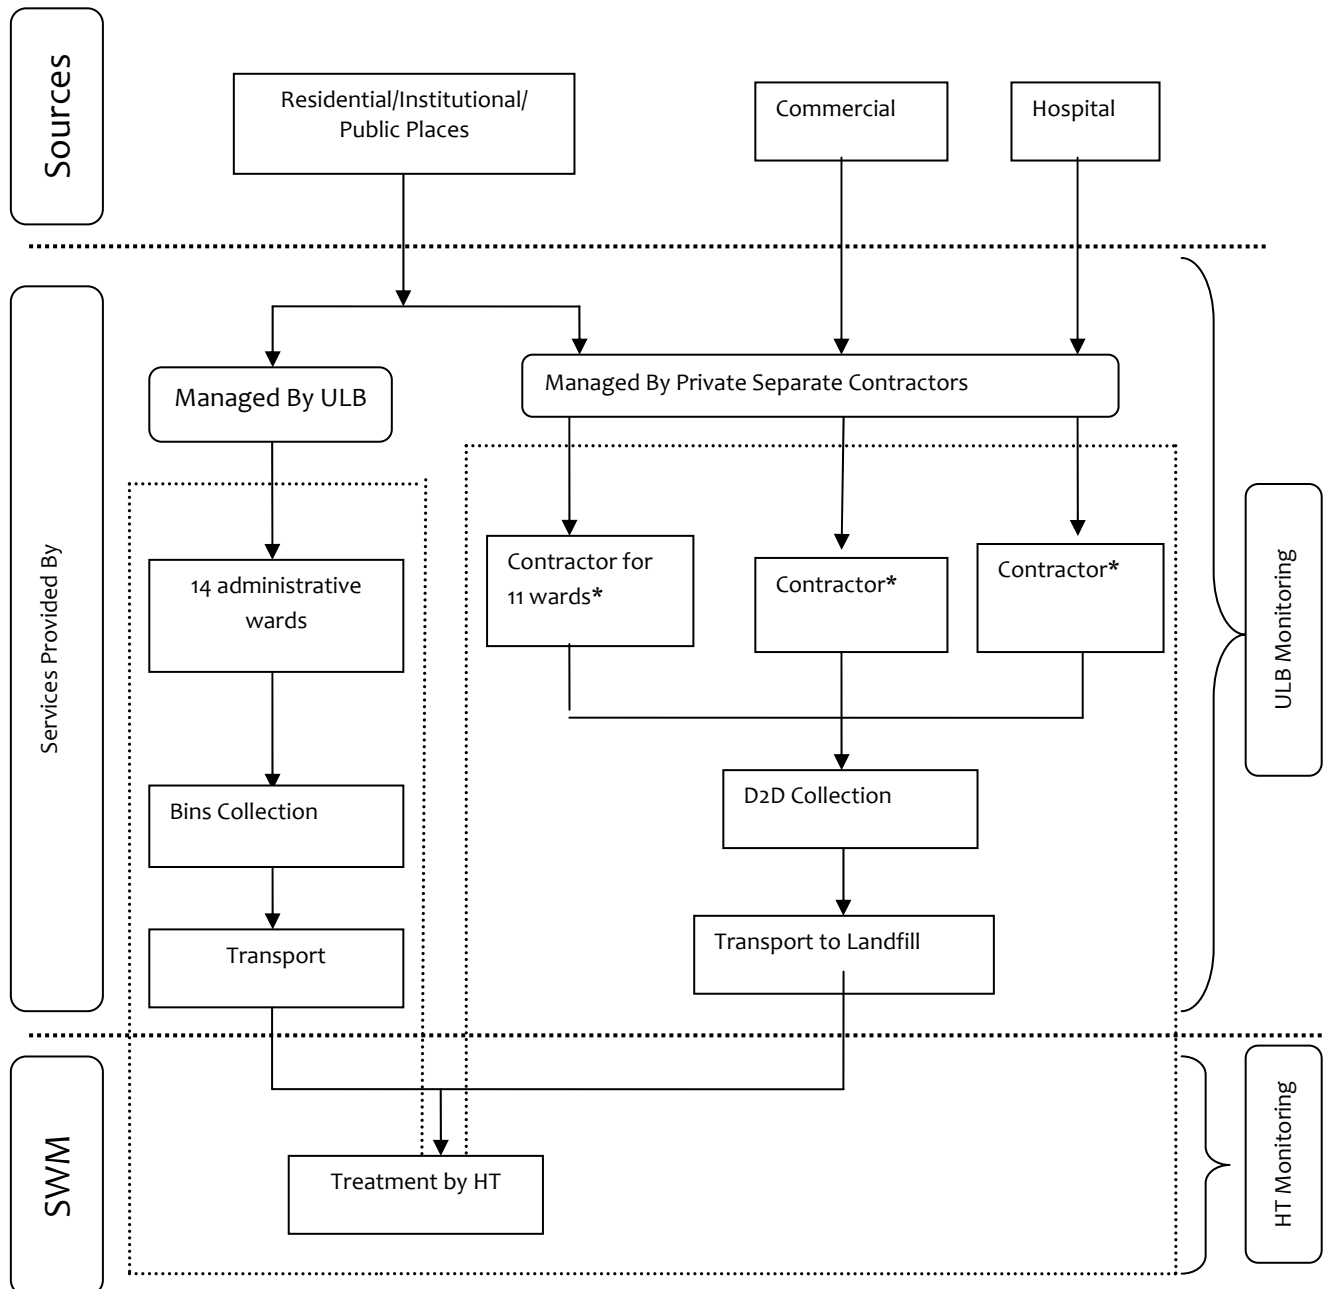 Sources
Residential/Institutional/
Public Places
Commercial
Hospital
Services Provided By
Managed By ULB
Managed By Private Separate Contractors
14 administrative
wards
Contractor for
11 wards*
Contractor*
Contractor*
ULB Monitoring
Bins Collection
D2D Collection
Transport
Transport to Landfill
SWM
Treatment by HT
HT Monitoring